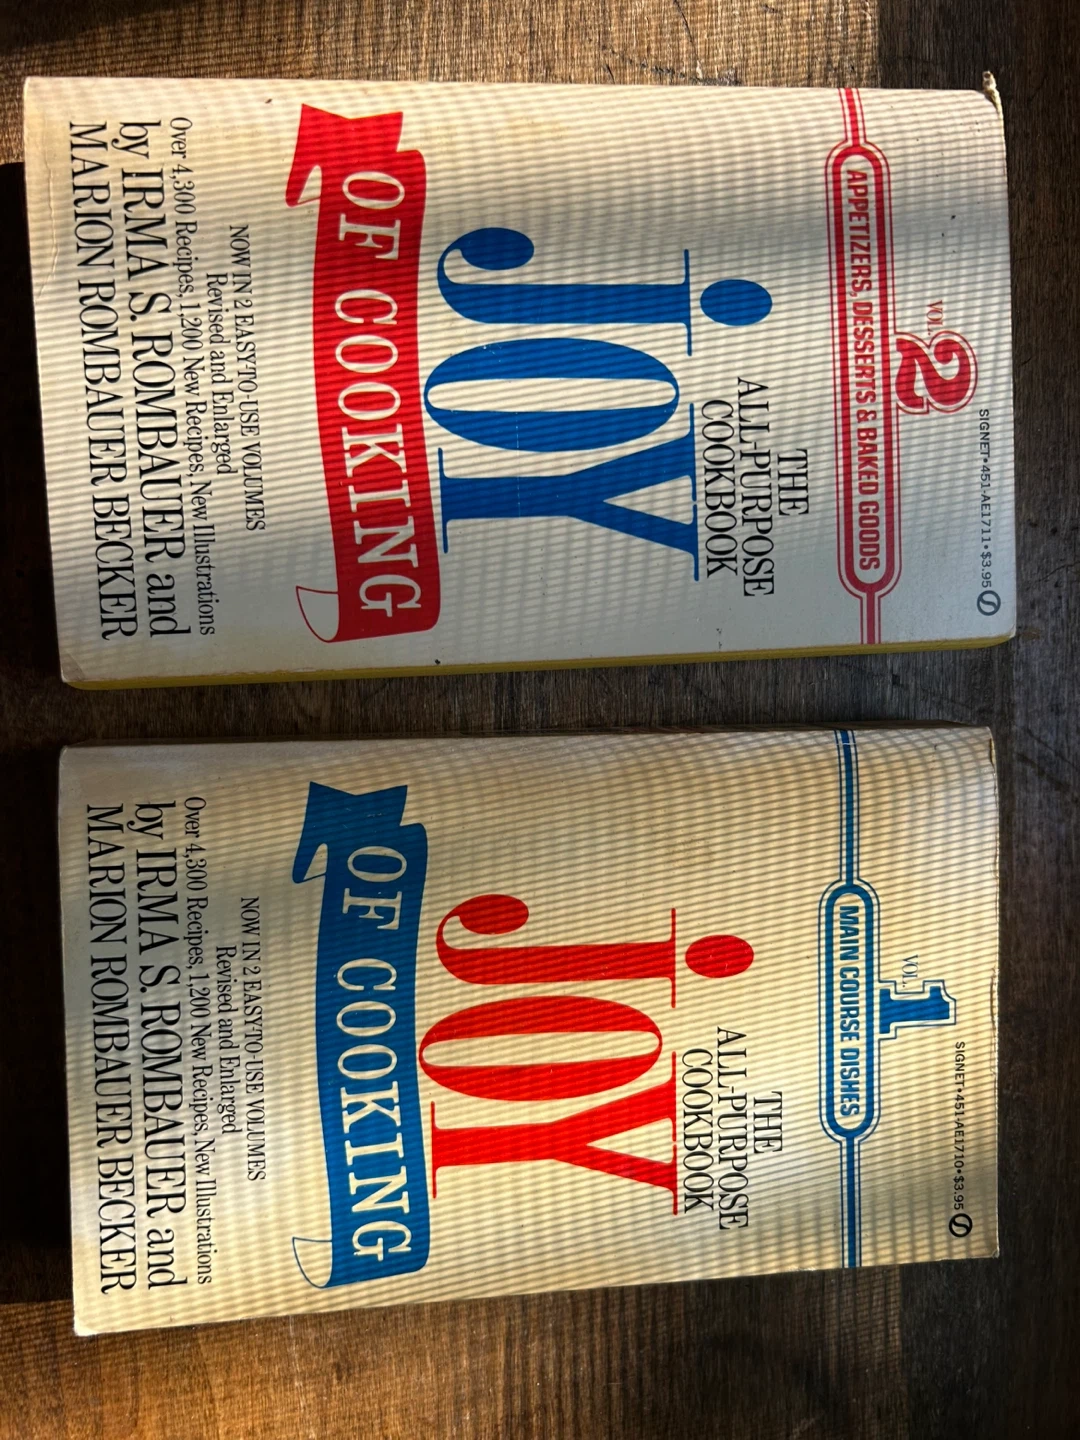 SIGNET•451-AE1711•$3.95
VOL. 2
APPETIZERS, DESSERTS & BAKED GOODS
THE
ALL-PURPOSE
COOKBOOK
joy
OF COOKING
NOW IN 2 EASY-TO-USE VOLUMES
Revised and Enlarged
Over 4,300 Recipes, 1,200 New Recipes, New Illustrations
by IRMA S. ROMBAUER and
MARION ROMBAUER BECKER
SIGNET•451-AE1710•$3.95
VOL. 1
MAIN COURSE DISHES
THE
ALL-PURPOSE
COOKBOOK
joy
OF COOKING
NOW IN 2 EASY-TO-USE VOLUMES
Revised and Enlarged
Over 4,300 Recipes, 1,200 New Recipes, New Illustrations
by IRMA S. ROMBAUER and
MARION ROMBAUER BECKER